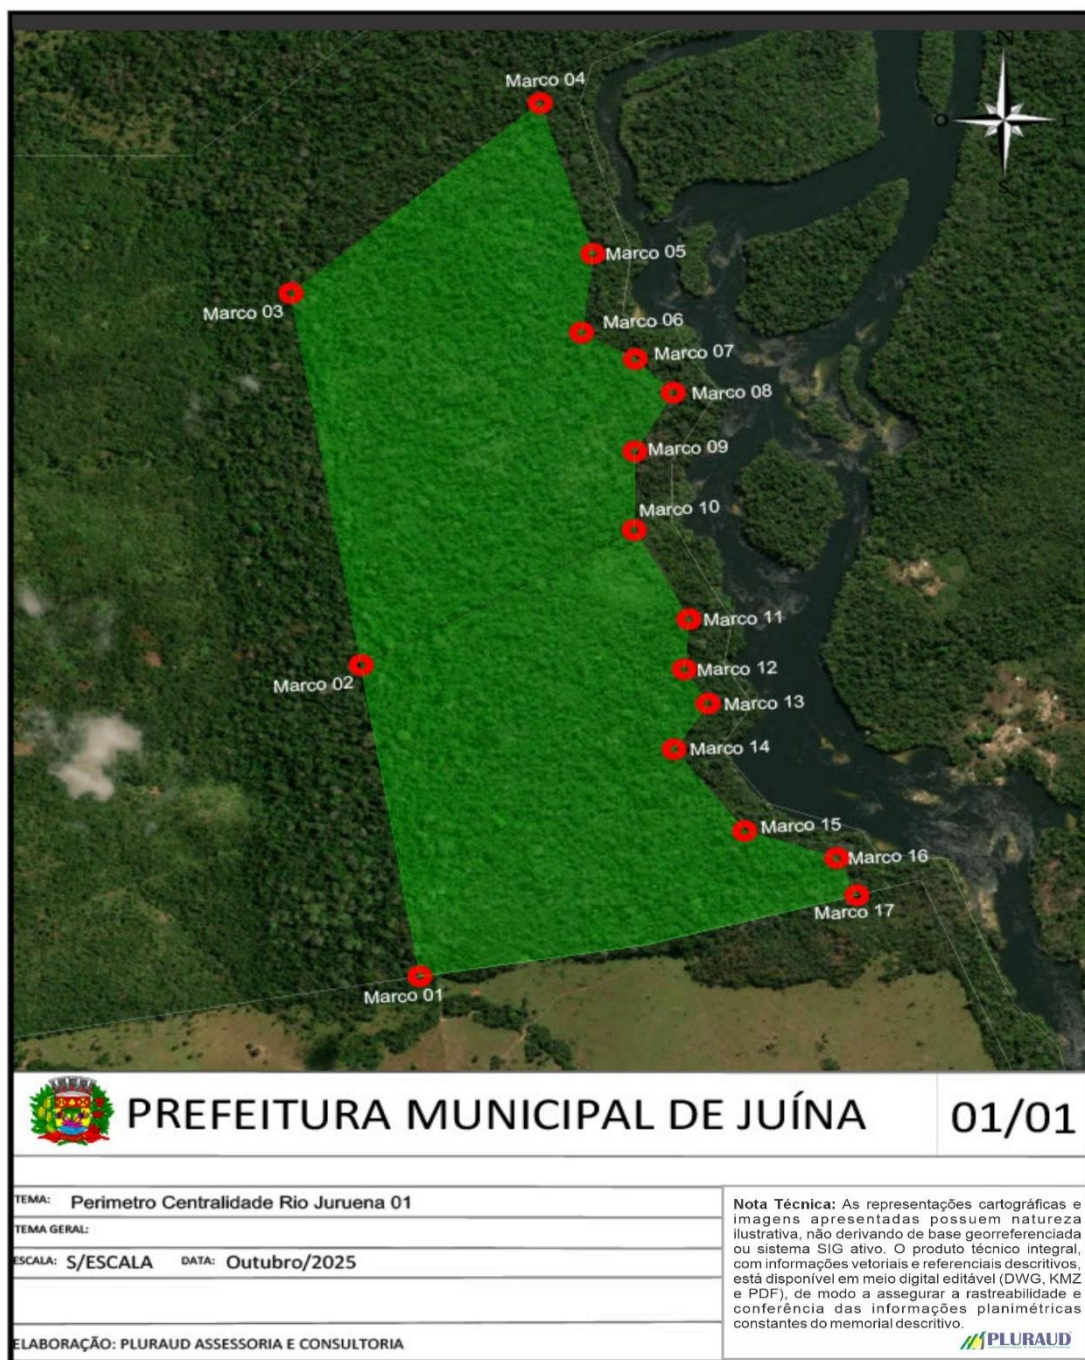 N
Marco 04
O
L
S
Marco 05
Marco 03
Marco 06
Marco 07
Marco 08
Marco 09
Marco 10
Marco 11
Marco 12
Marco 02
Marco 13
Marco 14
Marco 15
Marco 16
Marco 17
Marco 01
PREFEITURA MUNICIPAL DE JUÍNA
01/01
TEMA: Perimetro Centralidade Rio Juruena 01
TEMA GERAL:
ESCALA: S/ESCALA DATA: Outubro/2025
ELABORAÇÃO: PLURAUD ASSESSORIA E CONSULTORIA
Nota Técnica: As representações cartográficas e
imagens apresentadas possuem natureza
ilustrativa, não derivando de base georreferenciada
ou sistema SIG ativo. O produto técnico integral,
com informações vetoriais e referenciais descritivos,
está disponível em meio digital editável (DWG, KMZ
e PDF), de modo a assegurar a rastreabilidade e
conferência das informações planimétricas
constantes do memorial descritivo.
PLURAUD